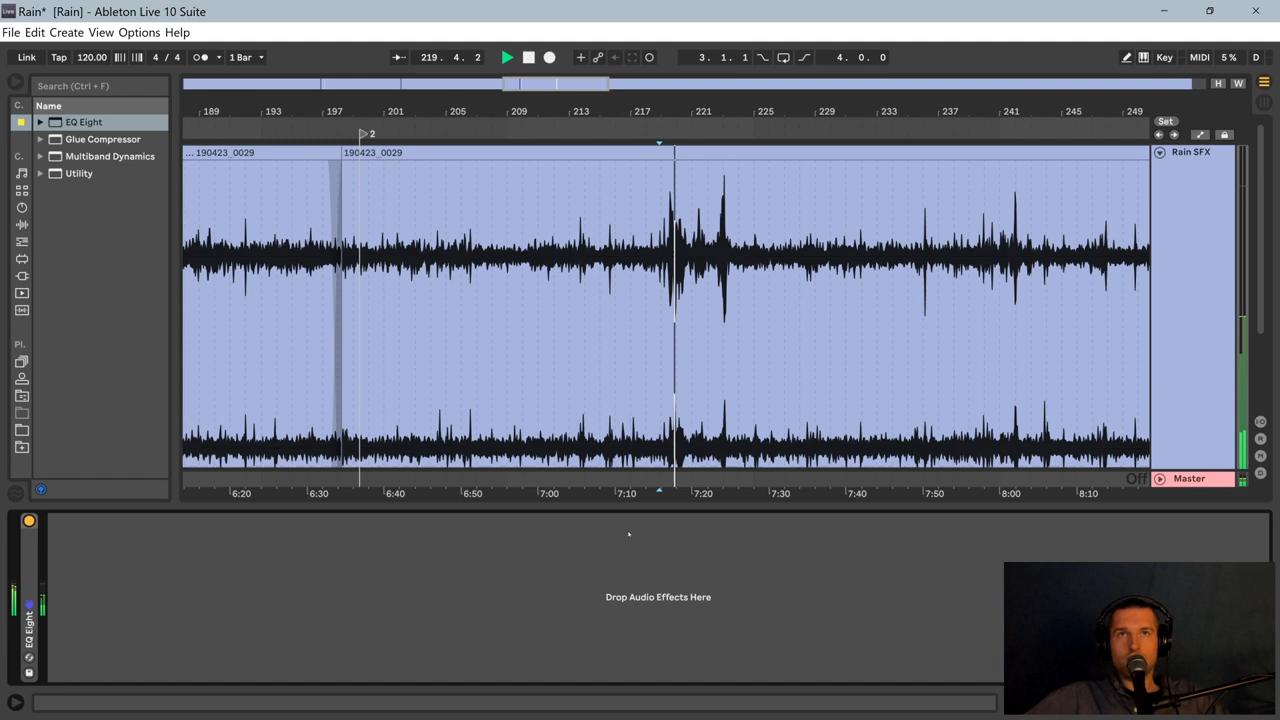 Live Rain* [Rain] - Ableton Live 10 Suite
File Edit Create View Options Help
Link Tap 120.00 4 / 4 1 Bar 219. 4. 2 3. 1. 1 4. 0. 0 Key MIDI 5 % D
Search (Ctrl + F) H W
C. Name 189 193 197 201 205 209 213 217 221 225 229 233 237 241 245 249
EQ Eight Set
2
Glue Compressor
... 190423_0029 190423_0029 Rain SFX
C. Multiband Dynamics
Utility
Pl.
Off Master
6:20 6:30 6:40 6:50 7:00 7:10 7:20 7:30 7:40 7:50 8:00 8:10
Drop Audio Effects Here
EQ Eight